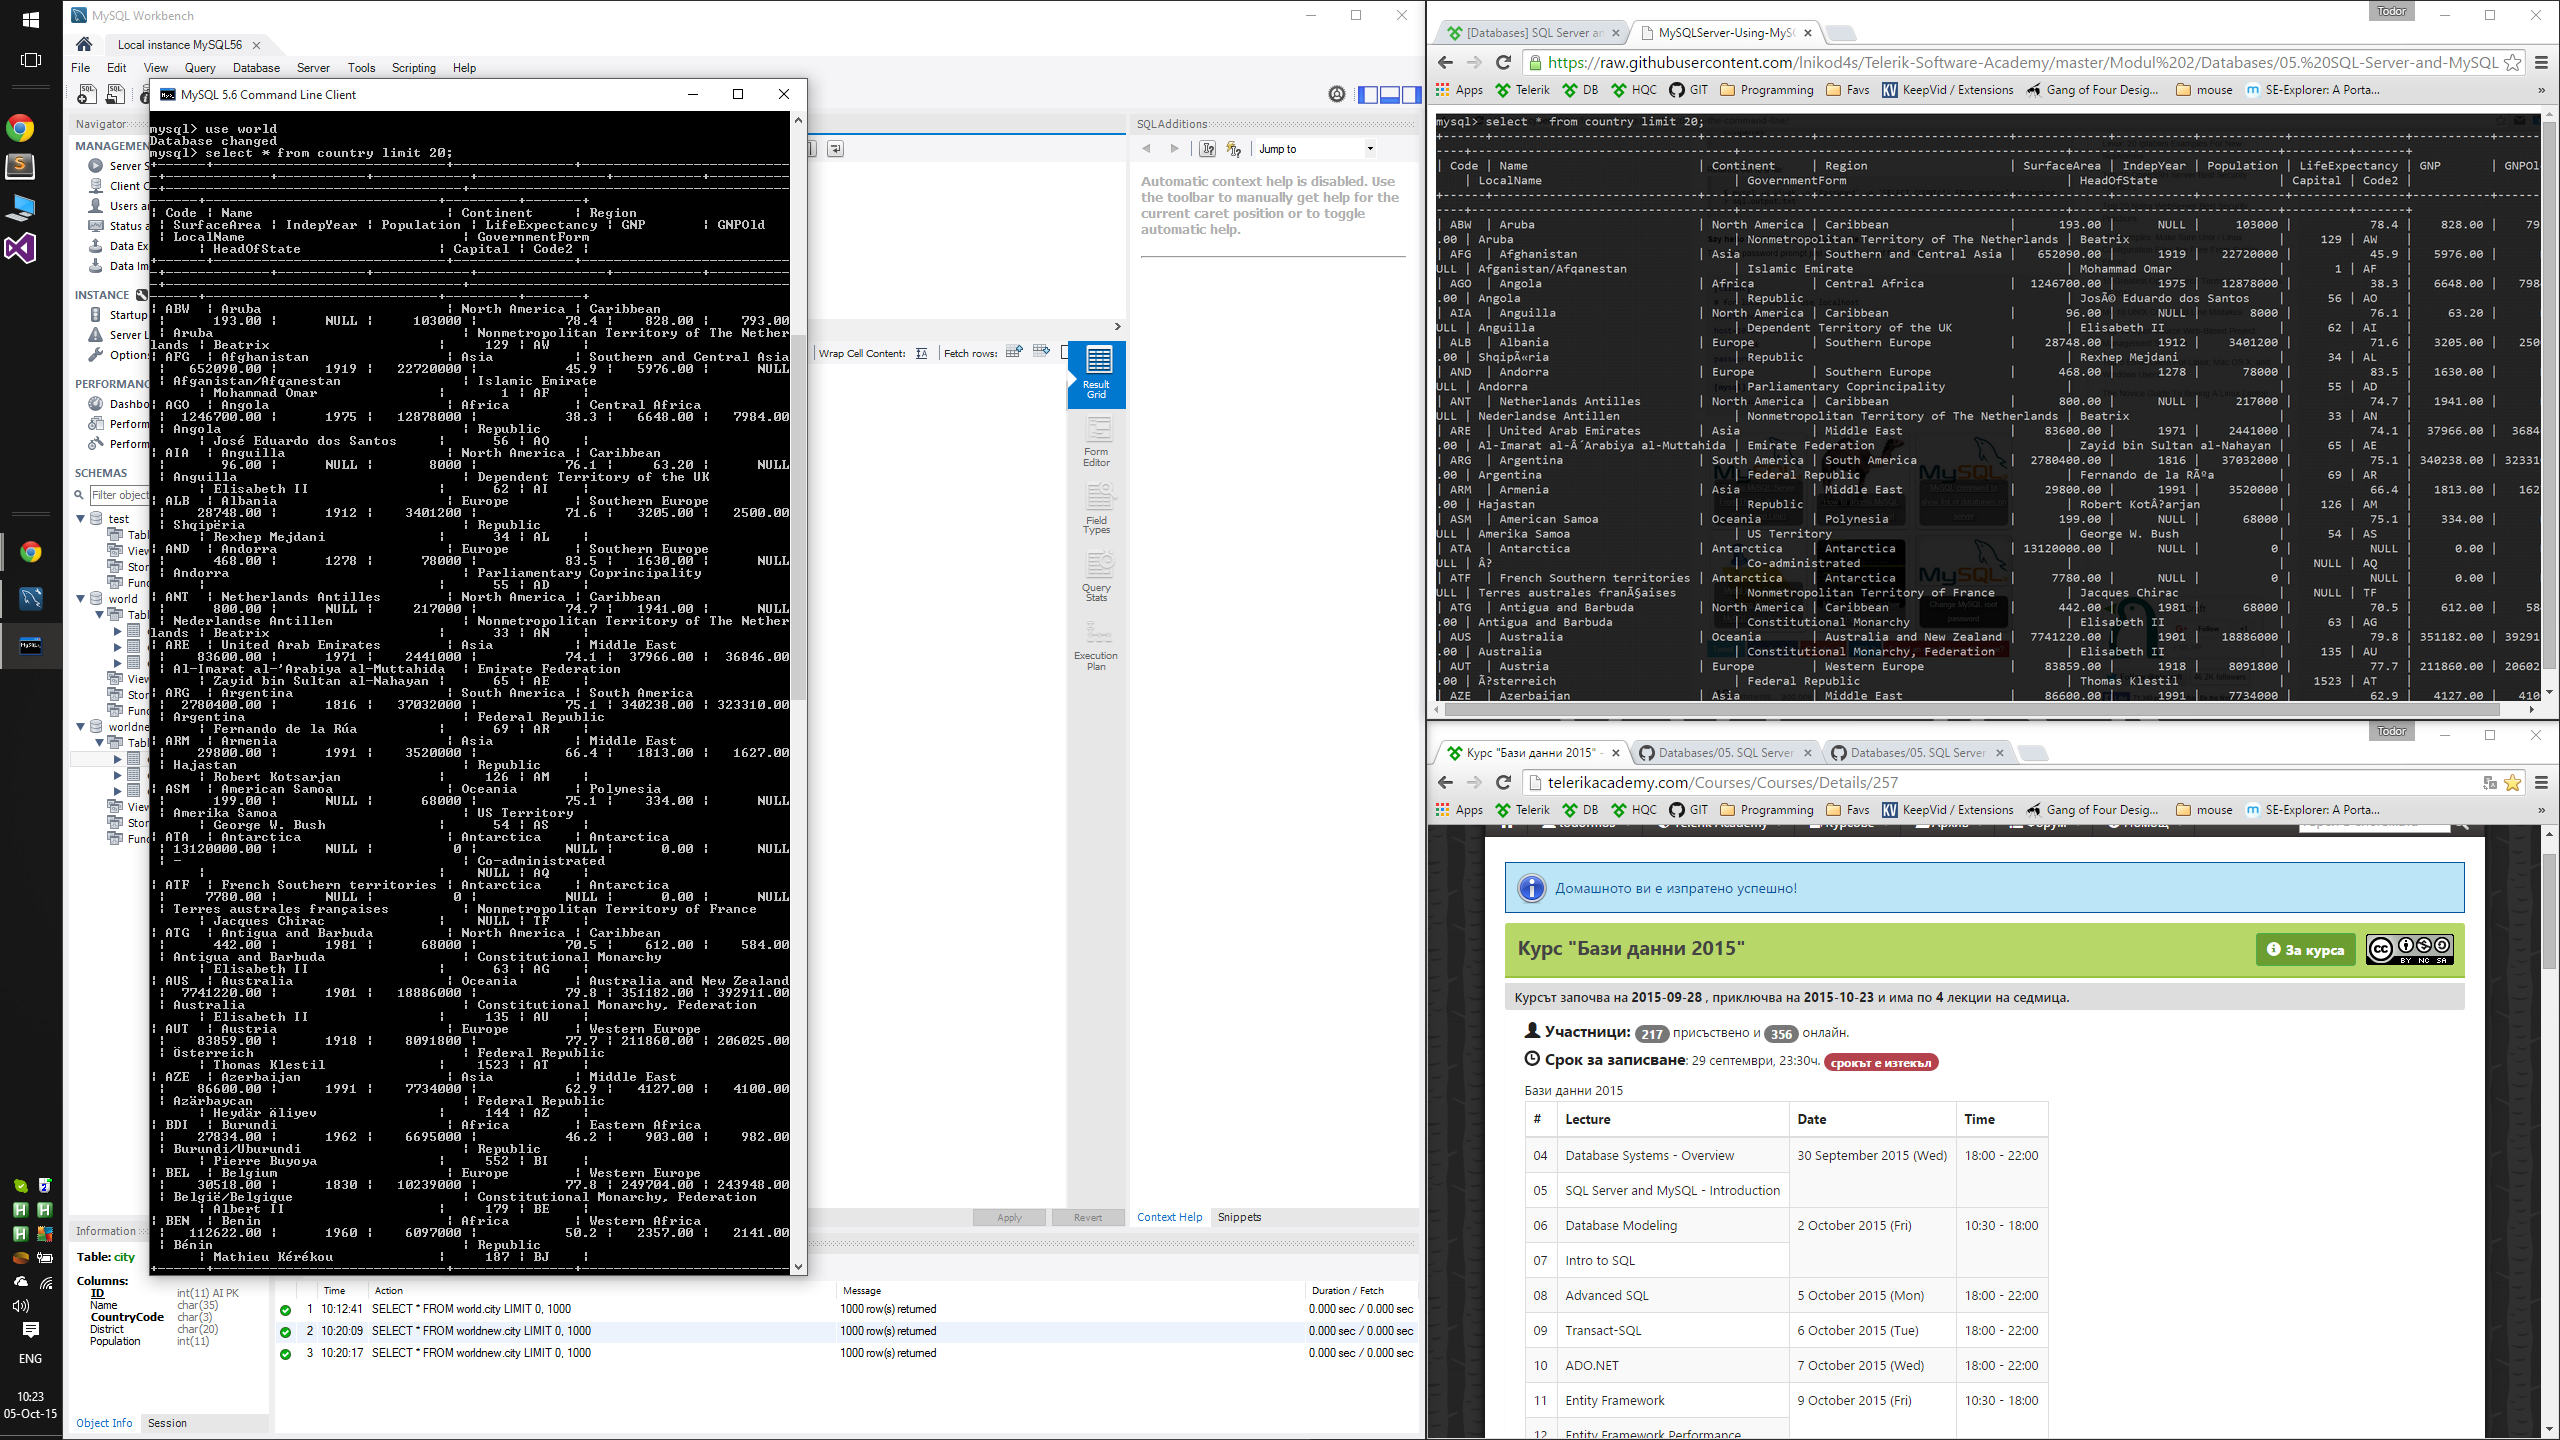 MySQL Workbench
Local instance MySQL56
File Edit View Query Database Server Tools Scripting Help
MySQL 5.6 Command Line Client
Navigator
MANAGEM
Server S
Client C
Users an
Status a
Data Ex
Data Im
INSTANCE
Startup
Server L
Options
PERFORMANC
Dashbo
Perform
Perform
SCHEMAS
Filter object
test
Tabl
View
Stor
Func
world
Tabl
View
Stor
Func
worldne
Tabl
View
Stor
Func
mysql> use world
Database changed
mysql> select * from country limit 20;
| Code | Name | Continent | Region
| SurfaceArea | IndepYear | Population | LifeExpectancy | GNP | GNPOld
| LocalName | GovernmentForm
| HeadOfState | Capital | Code2 |
| ABW | Aruba | North America | Caribbean
| 193.00 | NULL | 103000 | 78.4 | 828.00 | 793.00
| Aruba | Nonmetropolitan Territory of The Nether
lands | Beatrix | 129 | AW |
| AFG | Afghanistan | Asia | Southern and Central Asia
| 652090.00 | 1919 | 22720000 | 45.9 | 5976.00 | NULL
| Afganistan/Afqanestan | Islamic Emirate
| Mohammad Omar | 1 | AF |
| AGO | Angola | Africa | Central Africa
| 1246700.00 | 1975 | 12878000 | 38.3 | 6648.00 | 7984.00
| Angola | Republic
| José Eduardo dos Santos | 56 | AO |
| AIA | Anguilla | North America | Caribbean
| 96.00 | NULL | 8000 | 76.1 | 63.20 | NULL
| Anguilla | Dependent Territory of the UK
| Elisabeth II | 62 | AI |
| ALB | Albania | Europe | Southern Europe
| 28748.00 | 1912 | 3401200 | 71.6 | 3205.00 | 2500.00
| Shqipëria | Republic
| Rexhep Mejdani | 34 | AL |
| AND | Andorra | Europe | Southern Europe
| 468.00 | 1278 | 78000 | 83.5 | 1630.00 | NULL
| Andorra | Parliamentary Coprincipality
| | 55 | AD |
| ANT | Netherlands Antilles | North America | Caribbean
| 800.00 | NULL | 217000 | 74.7 | 1941.00 | NULL
| Nederlandse Antillen | Nonmetropolitan Territory of The Nether
lands | Beatrix | 33 | AN |
| ARE | United Arab Emirates | Asia | Middle East
| 83600.00 | 1971 | 2441000 | 74.1 | 37966.00 | 36846.00
| Al-Imarat al-´Arabiya al-Muttahida | Emirate Federation
| Zayid bin Sultan al-Nahayan | 65 | AE |
| ARG | Argentina | South America | South America
| 2780400.00 | 1816 | 37032000 | 75.1 | 340238.00 | 323310.00
| Argentina | Federal Republic
| Fernando de la Rúa | 69 | AR |
| ARM | Armenia | Asia | Middle East
| 29800.00 | 1991 | 3520000 | 66.4 | 1813.00 | 1627.00
| Hajastan | Republic
| Robert Kotsarjan | 126 | AM |
| ASM | American Samoa | Oceania | Polynesia
| 199.00 | NULL | 68000 | 75.1 | 334.00 | NULL
| Amerika Samoa | US Territory
| George W. Bush | 54 | AS |
| ATA | Antarctica | Antarctica | Antarctica
| 13120000.00 | NULL | 0 | NULL | 0.00 | NULL
| – | Co-administrated
| | NULL | AQ |
| ATF | French Southern territories | Antarctica | Antarctica
| 7780.00 | NULL | 0 | NULL | 0.00 | NULL
| Terres australes françaises | Nonmetropolitan Territory of France
| Jacques Chirac | NULL | TF |
| ATG | Antigua and Barbuda | North America | Caribbean
| 442.00 | 1981 | 68000 | 70.5 | 612.00 | 584.00
| Antigua and Barbuda | Constitutional Monarchy
| Elisabeth II | 63 | AG |
| AUS | Australia | Oceania | Australia and New Zealand
| 7741220.00 | 1901 | 18886000 | 79.8 | 351182.00 | 392911.00
| Australia | Constitutional Monarchy, Federation
| Elisabeth II | 135 | AU |
| AUT | Austria | Europe | Western Europe
| 83859.00 | 1918 | 8091800 | 77.7 | 211860.00 | 206025.00
| Österreich | Federal Republic
| Thomas Klestil | 1523 | AT |
| AZE | Azerbaijan | Asia | Middle East
| 86600.00 | 1991 | 7734000 | 62.9 | 4127.00 | 4100.00
| Azärbaycan | Federal Republic
| Heydär Äliyev | 144 | AZ |
| BDI | Burundi | Africa | Eastern Africa
| 27834.00 | 1962 | 6695000 | 46.2 | 903.00 | 982.00
| Burundi/Uburundi | Republic
| Pierre Buyoya | 552 | BI |
| BEL | Belgium | Europe | Western Europe
| 30518.00 | 1830 | 10239000 | 77.8 | 249704.00 | 243948.00
| België/Belgique | Constitutional Monarchy, Federation
| Albert II | 179 | BE |
| BEN | Benin | Africa | Western Africa
| 112622.00 | 1960 | 6097000 | 50.2 | 2357.00 | 2141.00
| Bénin | Republic
| Mathieu Kérékou | 187 | BJ |
Wrap Cell Content: Fetch rows:
Result Grid
Form Editor
Field Types
Query Stats
Execution Plan
SQLAdditions
Jump to
Automatic context help is disabled. Use
the toolbar to manually get help for the
current caret position or to toggle
automatic help.
Apply Revert
Context Help Snippets
Information
Table: city
Columns:
ID int(11) AI PK
Name char(35)
CountryCode char(3)
District char(20)
Population int(11)
Object Info Session
Time Action Message Duration / Fetch
1 10:12:41 SELECT * FROM world.city LIMIT 0, 1000 1000 row(s) returned 0.000 sec / 0.000 sec
2 10:20:09 SELECT * FROM worldnew.city LIMIT 0, 1000 1000 row(s) returned 0.000 sec / 0.000 sec
3 10:20:17 SELECT * FROM worldnew.city LIMIT 0, 1000 1000 row(s) returned 0.000 sec / 0.000 sec
ENG
10:23
05-Oct-15
Todor
[Databases] SQL Server an MySQLServer-Using-MyS
https://raw.githubusercontent.com/lnikod4s/Telerik-Software-Academy/master/Modul%202/Databases/05.%20SQL-Server-and-MySQL
Apps Telerik DB HQC GIT Programming Favs KeepVid / Extensions Gang of Four Desig... mouse SE-Explorer: A Porta... »
mysql> select * from country limit 20;
| Code | Name | Continent | Region | SurfaceArea | IndepYear | Population | LifeExpectancy | GNP | GNPOl
| LocalName | GovernmentForm | HeadOfState | Capital | Code2 |
| ABW | Aruba | North America | Caribbean | 193.00 | NULL | 103000 | 78.4 | 828.00 | 79
.00 | Aruba | Nonmetropolitan Territory of The Netherlands | Beatrix | 129 | AW |
| AFG | Afghanistan | Asia | Southern and Central Asia | 652090.00 | 1919 | 22720000 | 45.9 | 5976.00 |
ULL | Afganistan/Afqanestan | Islamic Emirate | Mohammad Omar | 1 | AF |
| AGO | Angola | Africa | Central Africa | 1246700.00 | 1975 | 12878000 | 38.3 | 6648.00 | 798
.00 | Angola | Republic | JosÃ© Eduardo dos Santos | 56 | AO |
| AIA | Anguilla | North America | Caribbean | 96.00 | NULL | 8000 | 76.1 | 63.20 |
ULL | Anguilla | Dependent Territory of the UK | Elisabeth II | 62 | AI |
| ALB | Albania | Europe | Southern Europe | 28748.00 | 1912 | 3401200 | 71.6 | 3205.00 | 250
.00 | ShqipÃ«ria | Republic | Rexhep Mejdani | 34 | AL |
| AND | Andorra | Europe | Southern Europe | 468.00 | 1278 | 78000 | 83.5 | 1630.00 |
ULL | Andorra | Parliamentary Coprincipality | | 55 | AD |
| ANT | Netherlands Antilles | North America | Caribbean | 800.00 | NULL | 217000 | 74.7 | 1941.00 |
ULL | Nederlandse Antillen | Nonmetropolitan Territory of The Netherlands | Beatrix | 33 | AN |
| ARE | United Arab Emirates | Asia | Middle East | 83600.00 | 1971 | 2441000 | 74.1 | 37966.00 | 3684
.00 | Al-Imarat al-Â´Arabiya al-Muttahida | Emirate Federation | Zayid bin Sultan al-Nahayan | 65 | AE |
| ARG | Argentina | South America | South America | 2780400.00 | 1816 | 37032000 | 75.1 | 340238.00 | 32331
.00 | Argentina | Federal Republic | Fernando de la RÃºa | 69 | AR |
| ARM | Armenia | Asia | Middle East | 29800.00 | 1991 | 3520000 | 66.4 | 1813.00 | 162
.00 | Hajastan | Republic | Robert KotÂ?arjan | 126 | AM |
| ASM | American Samoa | Oceania | Polynesia | 199.00 | NULL | 68000 | 75.1 | 334.00 |
ULL | Amerika Samoa | US Territory | George W. Bush | 54 | AS |
| ATA | Antarctica | Antarctica | Antarctica | 13120000.00 | NULL | 0 | NULL | 0.00 |
ULL | Â? | Co-administrated | | NULL | AQ |
| ATF | French Southern territories | Antarctica | Antarctica | 7780.00 | NULL | 0 | NULL | 0.00 |
ULL | Terres australes franÃ§aises | Nonmetropolitan Territory of France | Jacques Chirac | NULL | TF |
| ATG | Antigua and Barbuda | North America | Caribbean | 442.00 | 1981 | 68000 | 70.5 | 612.00 | 58
.00 | Antigua and Barbuda | Constitutional Monarchy | Elisabeth II | 63 | AG |
| AUS | Australia | Oceania | Australia and New Zealand | 7741220.00 | 1901 | 18886000 | 79.8 | 351182.00 | 39291
.00 | Australia | Constitutional Monarchy, Federation | Elisabeth II | 135 | AU |
| AUT | Austria | Europe | Western Europe | 83859.00 | 1918 | 8091800 | 77.7 | 211860.00 | 20602
.00 | Ã?sterreich | Federal Republic | Thomas Klestil | 1523 | AT |
| AZE | Azerbaijan | Asia | Middle East | 86600.00 | 1991 | 7734000 | 62.9 | 4127.00 | 410
Todor
Курс "Бази данни 2015" - Databases/05. SQL Server Databases/05. SQL Server
telerikacademy.com/Courses/Courses/Details/257
Apps Telerik DB HQC GIT Programming Favs KeepVid / Extensions Gang of Four Desig... mouse SE-Explorer: A Porta... »
Домашното ви е изпратено успешно!
Курс "Бази данни 2015" За курса BY NC SA
Курсът започва на 2015-09-28 , приключва на 2015-10-23 и има по 4 лекции на седмица.
Участници: 217 присъствено и 356 онлайн.
Срок за записване: 29 септември, 23:30ч. срокът е изтекъл
Бази данни 2015
# Lecture Date Time
04 Database Systems - Overview 30 September 2015 (Wed) 18:00 - 22:00
05 SQL Server and MySQL - Introduction
06 Database Modeling 2 October 2015 (Fri) 10:30 - 18:00
07 Intro to SQL
08 Advanced SQL 5 October 2015 (Mon) 18:00 - 22:00
09 Transact-SQL 6 October 2015 (Tue) 18:00 - 22:00
10 ADO.NET 7 October 2015 (Wed) 18:00 - 22:00
11 Entity Framework 9 October 2015 (Fri) 10:30 - 18:00
12 Entity Framework Performance